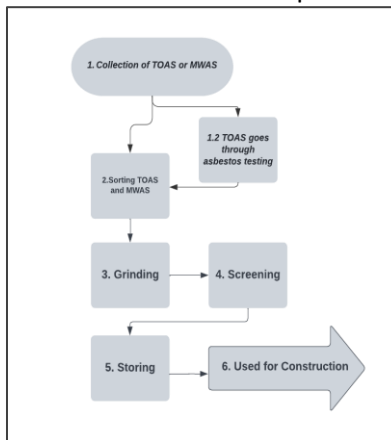 1. Collection of TOAS or MWAS
1.2 TOAS goes
through
asbestos testing
2.Sorting TOAS
and MWAS
3. Grinding
4. Screening
5. Storing
6. Used for Construction